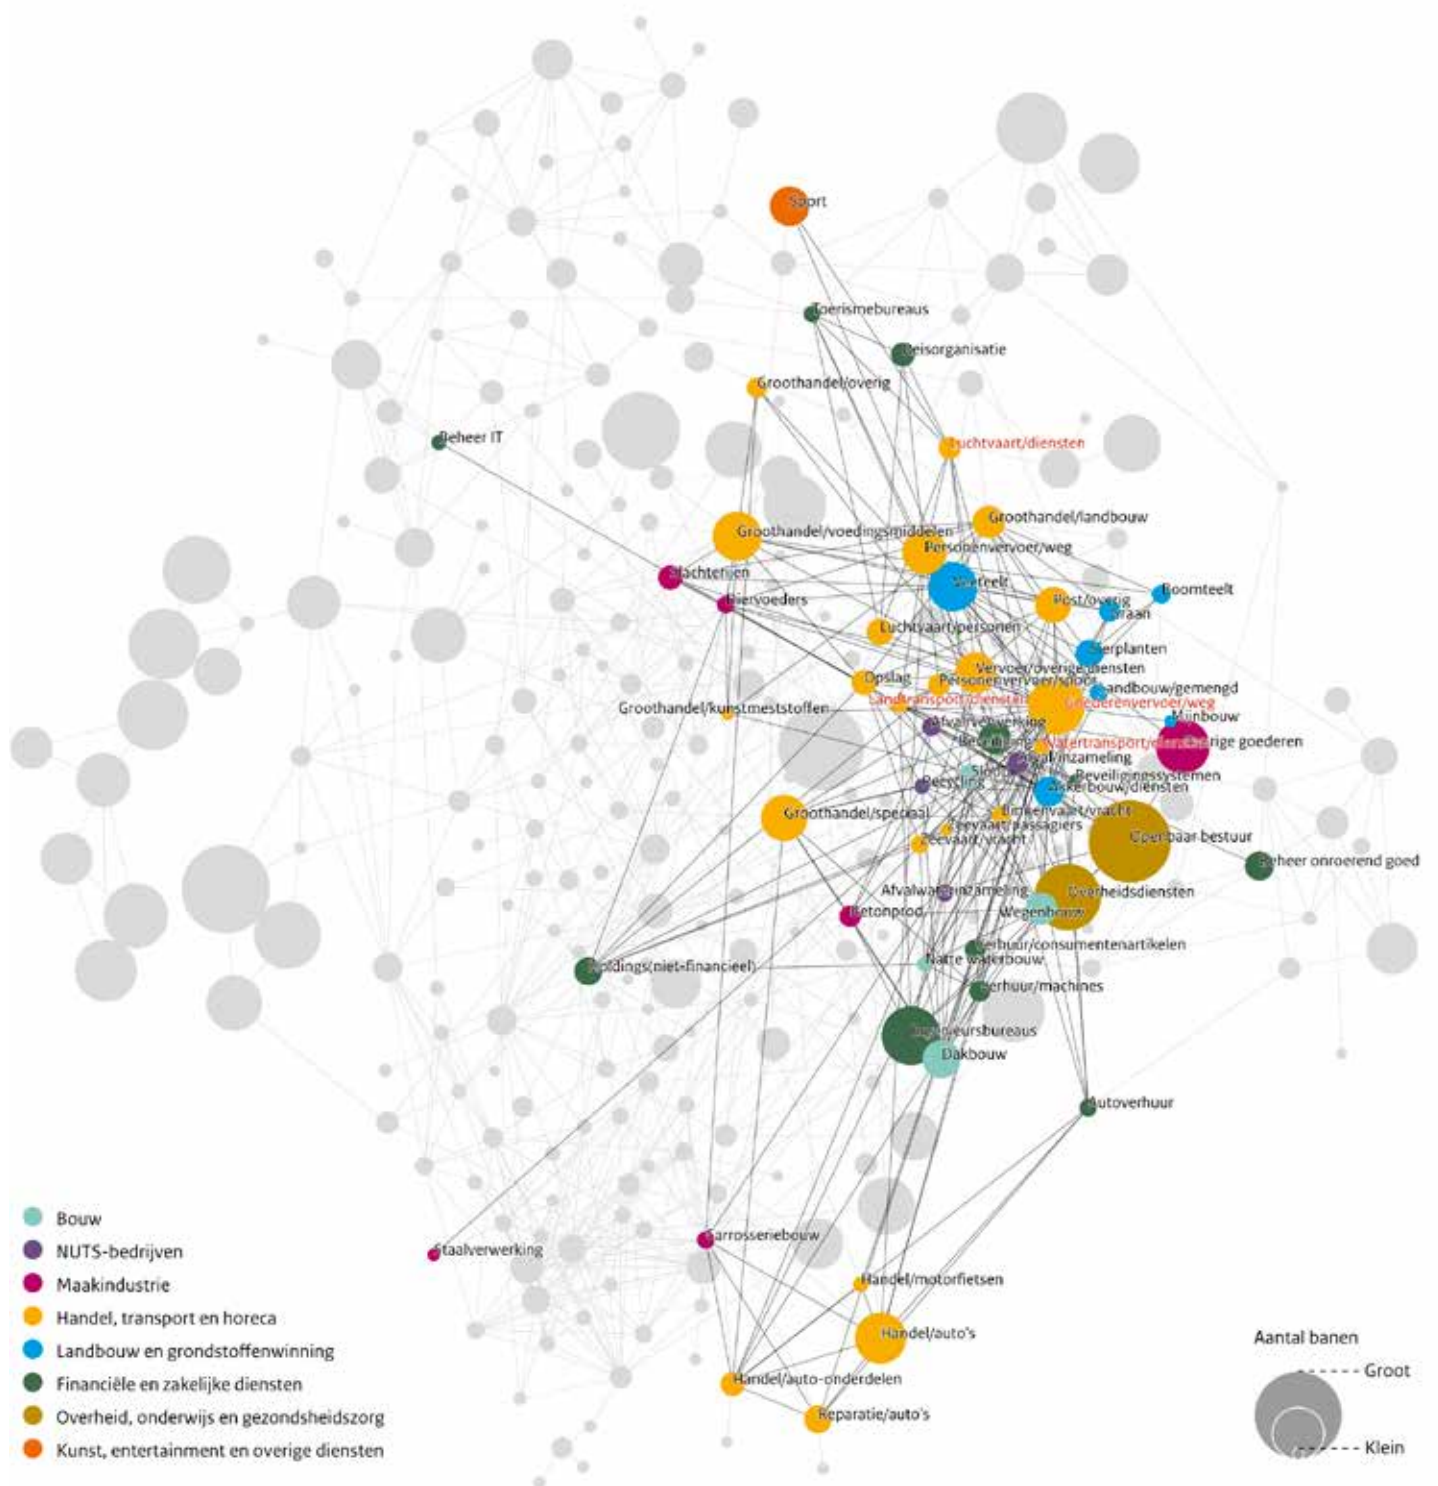 Sport
Toerismebureaus
Reisorganisatie
Groothandel/overig
Beheer IT
Luchtvaart/diensten
Groothandel/landbouw
Groothandel/voedingsmiddelen
Personenvervoer/weg
Slachterijen
Veeteelt
Boomteelt
Diervoeders
Post/overig
Graan
Luchtvaart/personen
Sierplanten
Vervoer/overige diensten
Opslag
Personenvervoer/spoor
Landbouw/gemengd
Landtransport/diensten
Goederenvervoer/weg
Groothandel/kunstmeststoffen
Mijnbouw
Afvalverwerking
Beveiliging
Watertransport/diensten
Overige goederen
Afvalinzameling
Sloop
Beveiligingssystemen
Recycling
Akkerbouw/diensten
Groothandel/speciaal
Binnenvaart/vracht
Zeevaart/passagiers
Zeevaart/vracht
Openbaar bestuur
Beheer onroerend goed
Afvalwaterinzameling
Overheidsdiensten
Betonprod.
Wegenbouw
Verhuur/consumentenartikelen
Natte waterbouw
Holdings(niet-financieel)
Verhuur/machines
Ingenieursbureaus
Dakbouw
Autoverhuur
Carrosseriebouw
Staalverwerking
Handel/motorfietsen
Handel/auto's
Handel/auto-onderdelen
Reparatie/auto's
Bouw
NUTS-bedrijven
Maakindustrie
Handel, transport en horeca
Landbouw en grondstoffenwinning
Financiële en zakelijke diensten
Overheid, onderwijs en gezondsheidszorg
Kunst, entertainment en overige diensten
Aantal banen
Groot
Klein